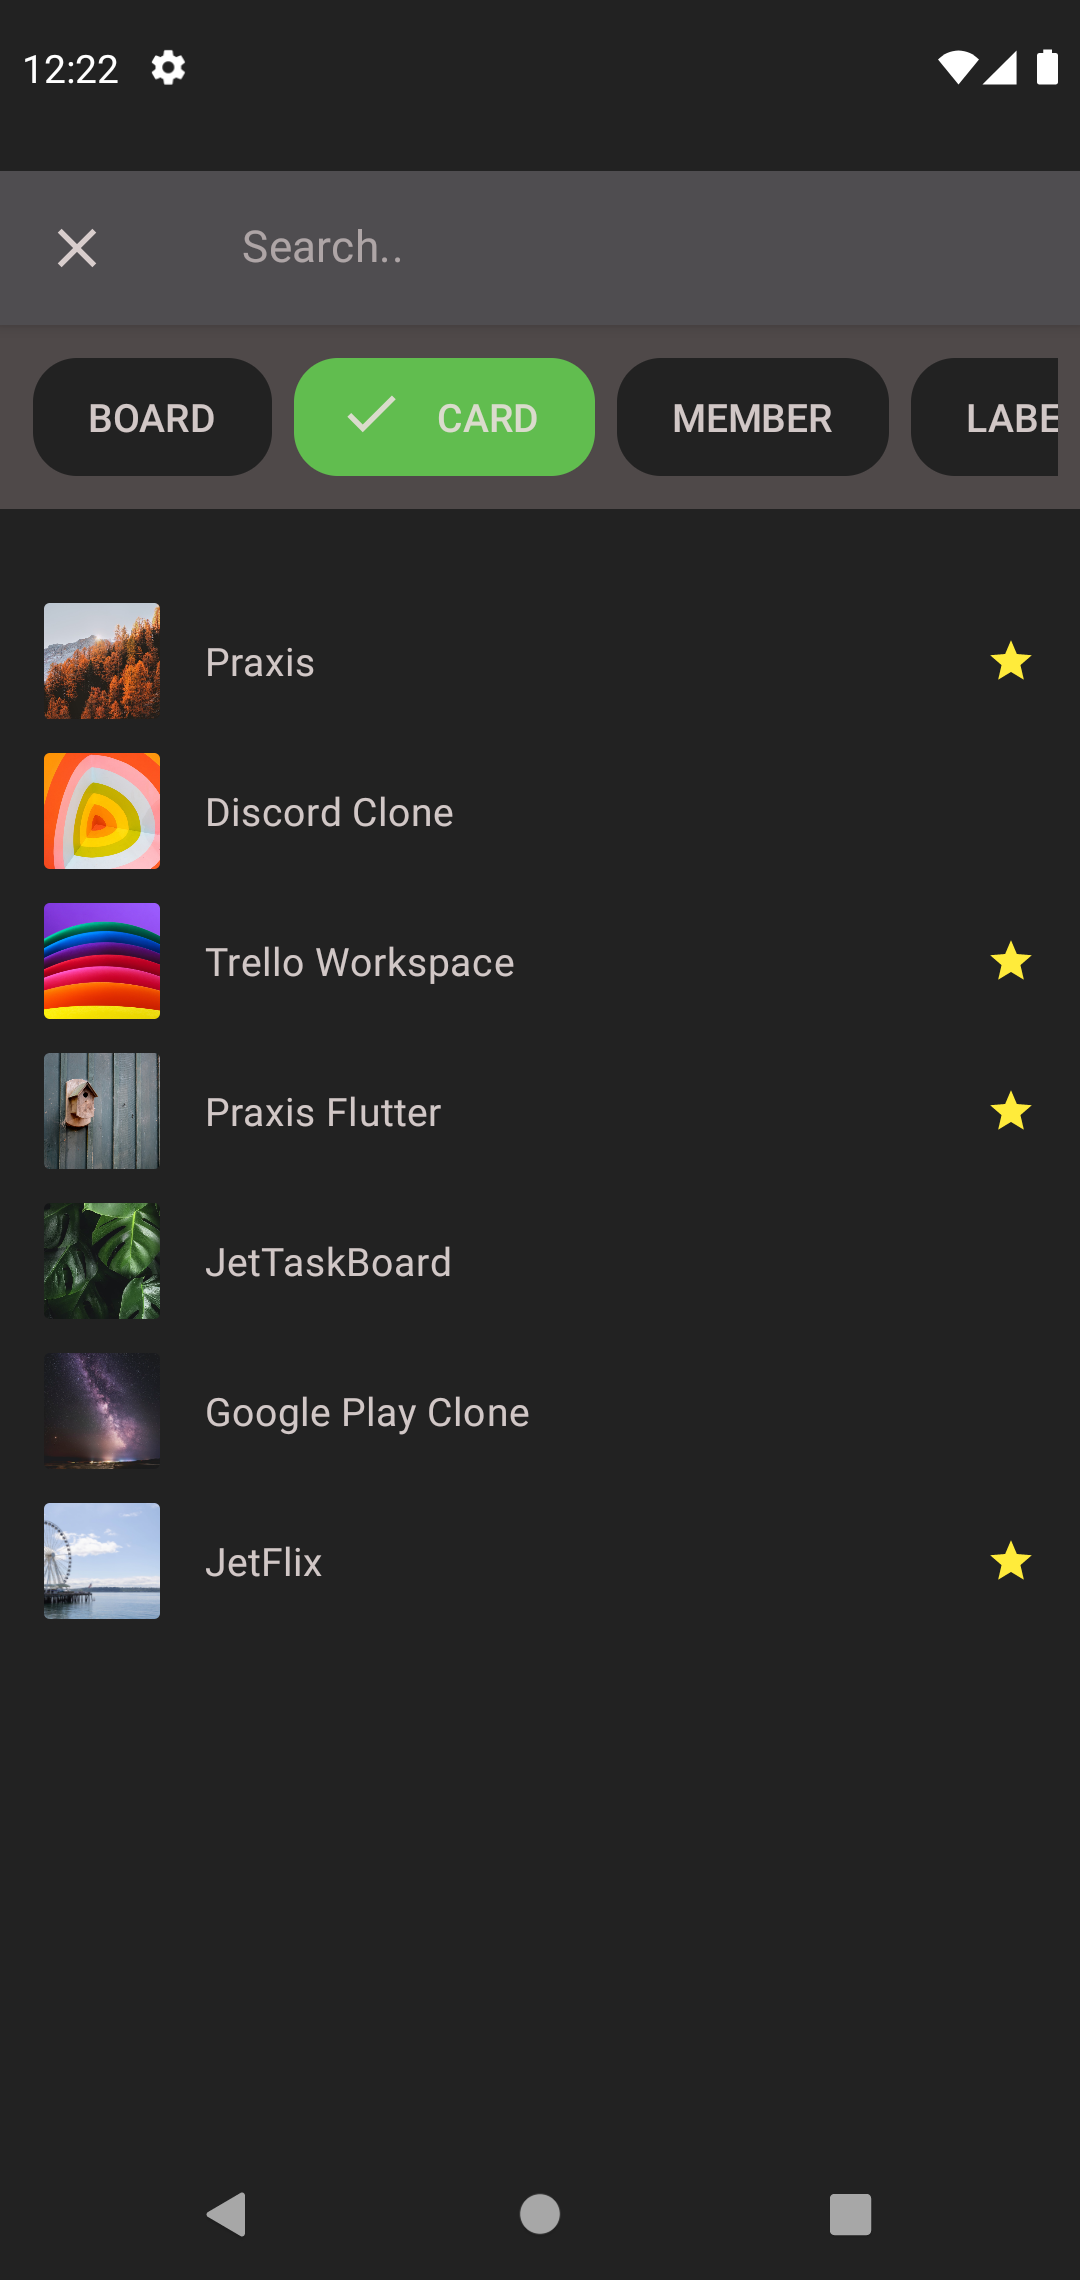 12:22
Search..
BOARD CARD MEMBER LABE
Praxis
Discord Clone
Trello Workspace
Praxis Flutter
JetTaskBoard
Google Play Clone
JetFlix